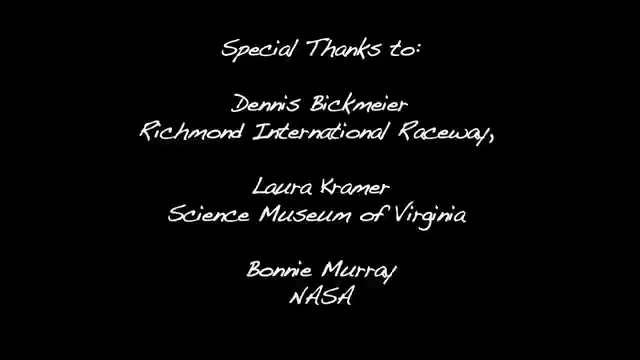 Special Thanks to:
Dennis Bickmeier
Richmond International Raceway,
Laura Kramer
Science Museum of Virginia
Bonnie Murray
NASA